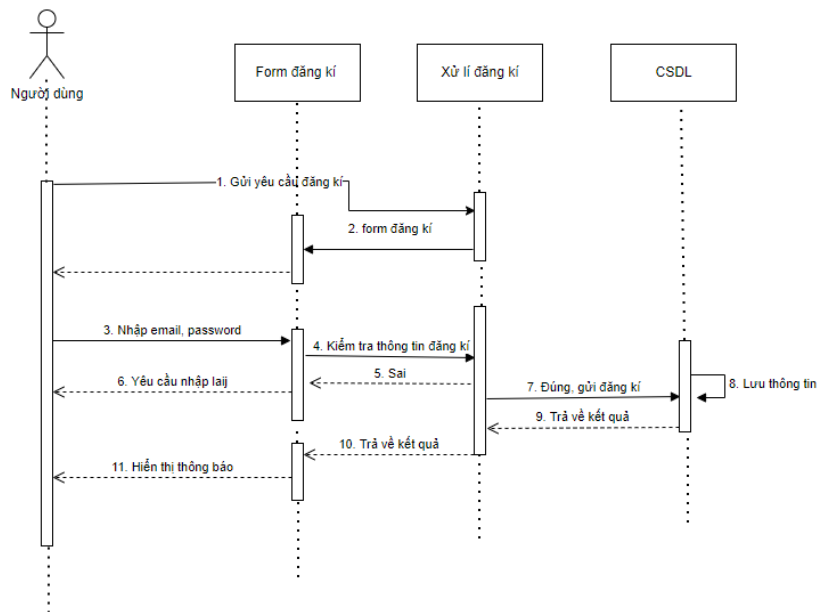 Form đăng kí
Xử lí đăng kí
CSDL
Người dùng
1. Gửi yêu cầu đăng kí
2. form đăng kí
3. Nhập email, password
4. Kiểm tra thông tin đăng kí
5. Sai
6. Yêu cầu nhập laij
7. Đúng, gửi đăng kí
8. Lưu thông tin
9. Trả về kết quả
10. Trả về kết quả
11. Hiển thị thông báo